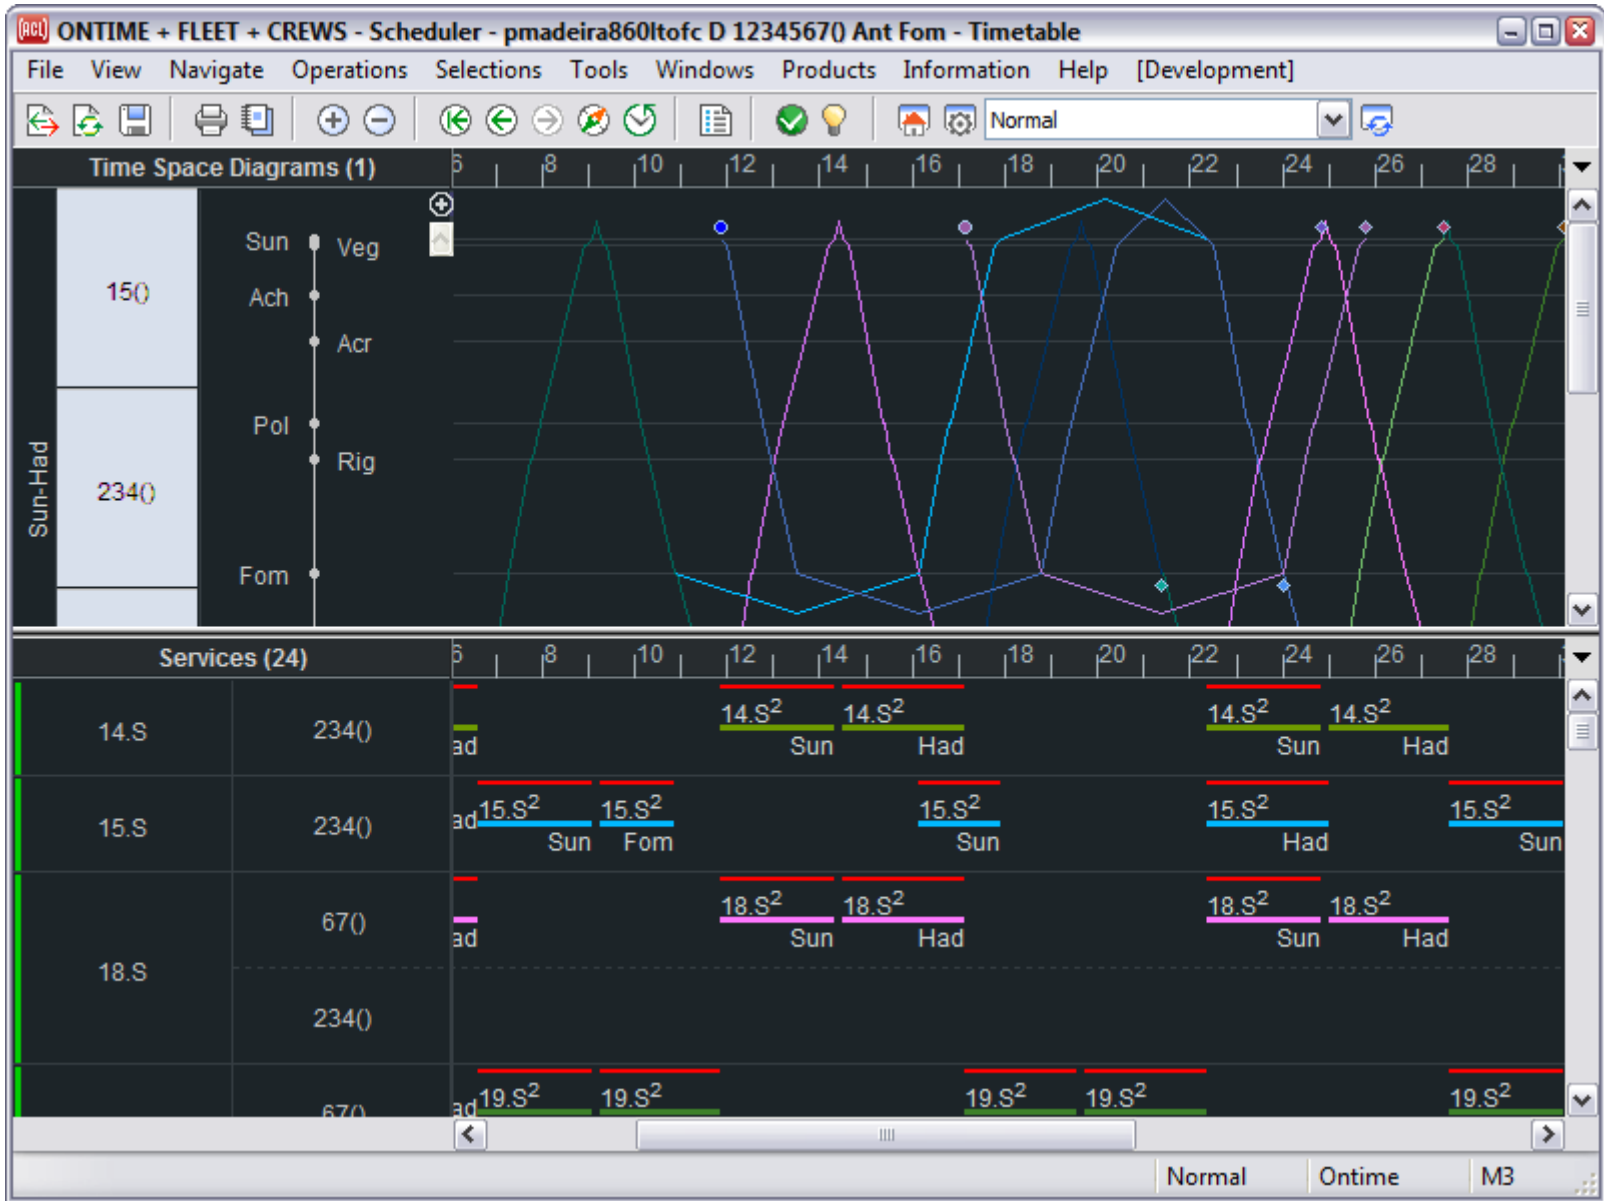 ACL ONTIME + FLEET + CREWS - Scheduler - pmadeira860ltofc D 1234567() Ant Fom - Timetable
File View Navigate Operations Selections Tools Windows Products Information Help [Development]
Normal
Time Space Diagrams (1) 6 8 10 12 14 16 18 20 22 24 26 28
Sun Veg
15() Ach
Acr
Pol
Sun-Had
Rig
234()
Fom
Services (24) 6 8 10 12 14 16 18 20 22 24 26 28
14.S² 14.S² 14.S² 14.S²
14.S 234()
ad Sun Had Sun Had
ad 15.S² 15.S² 15.S² 15.S² 15.S²
15.S 234()
Sun Fom Sun Had Sun
18.S² 18.S² 18.S² 18.S²
67()
ad Sun Had Sun Had
18.S
234()
ad 19.S² 19.S² 19.S² 19.S² 19.S²
67()
Normal Ontime M3